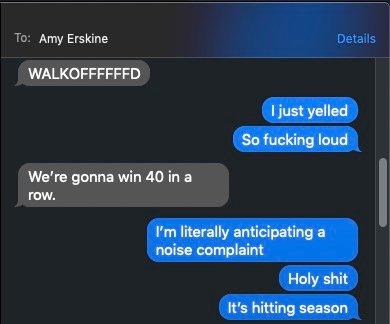 To: Amy Erskine Details
WALKOFFFFFFD
I just yelled
So fucking loud
We're gonna win 40 in a
row.
I'm literally anticipating a
noise complaint
Holy shit
It's hitting season